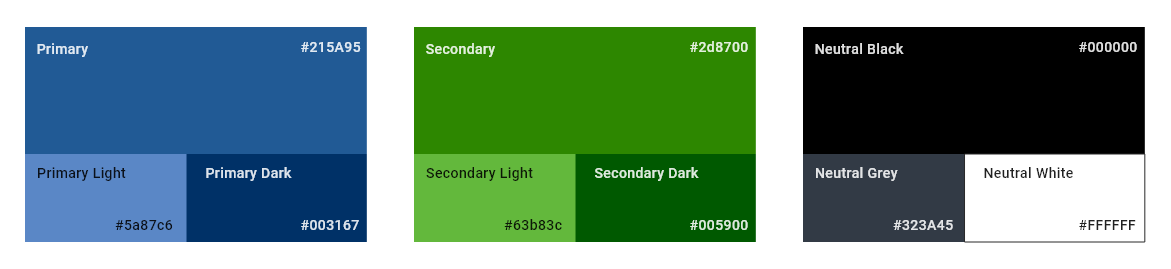 Primary #215A95
Primary Light
#5a87c6
Primary Dark
#003167
Secondary #2d8700
Secondary Light
#63b83c
Secondary Dark
#005900
Neutral Black #000000
Neutral Grey
#323A45
Neutral White
#FFFFFF